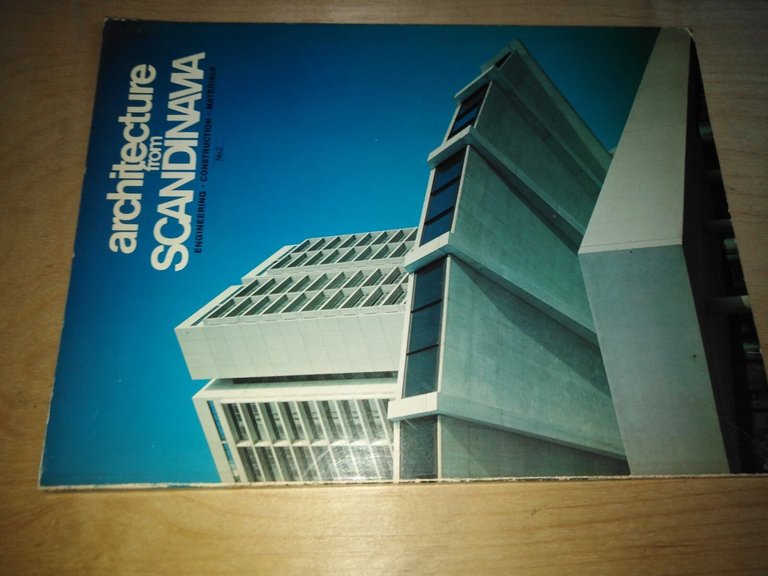 architecture
from
SCANDINAVIA
ENGINEERING · CONSTRUCTION · MATERIALS
No.2